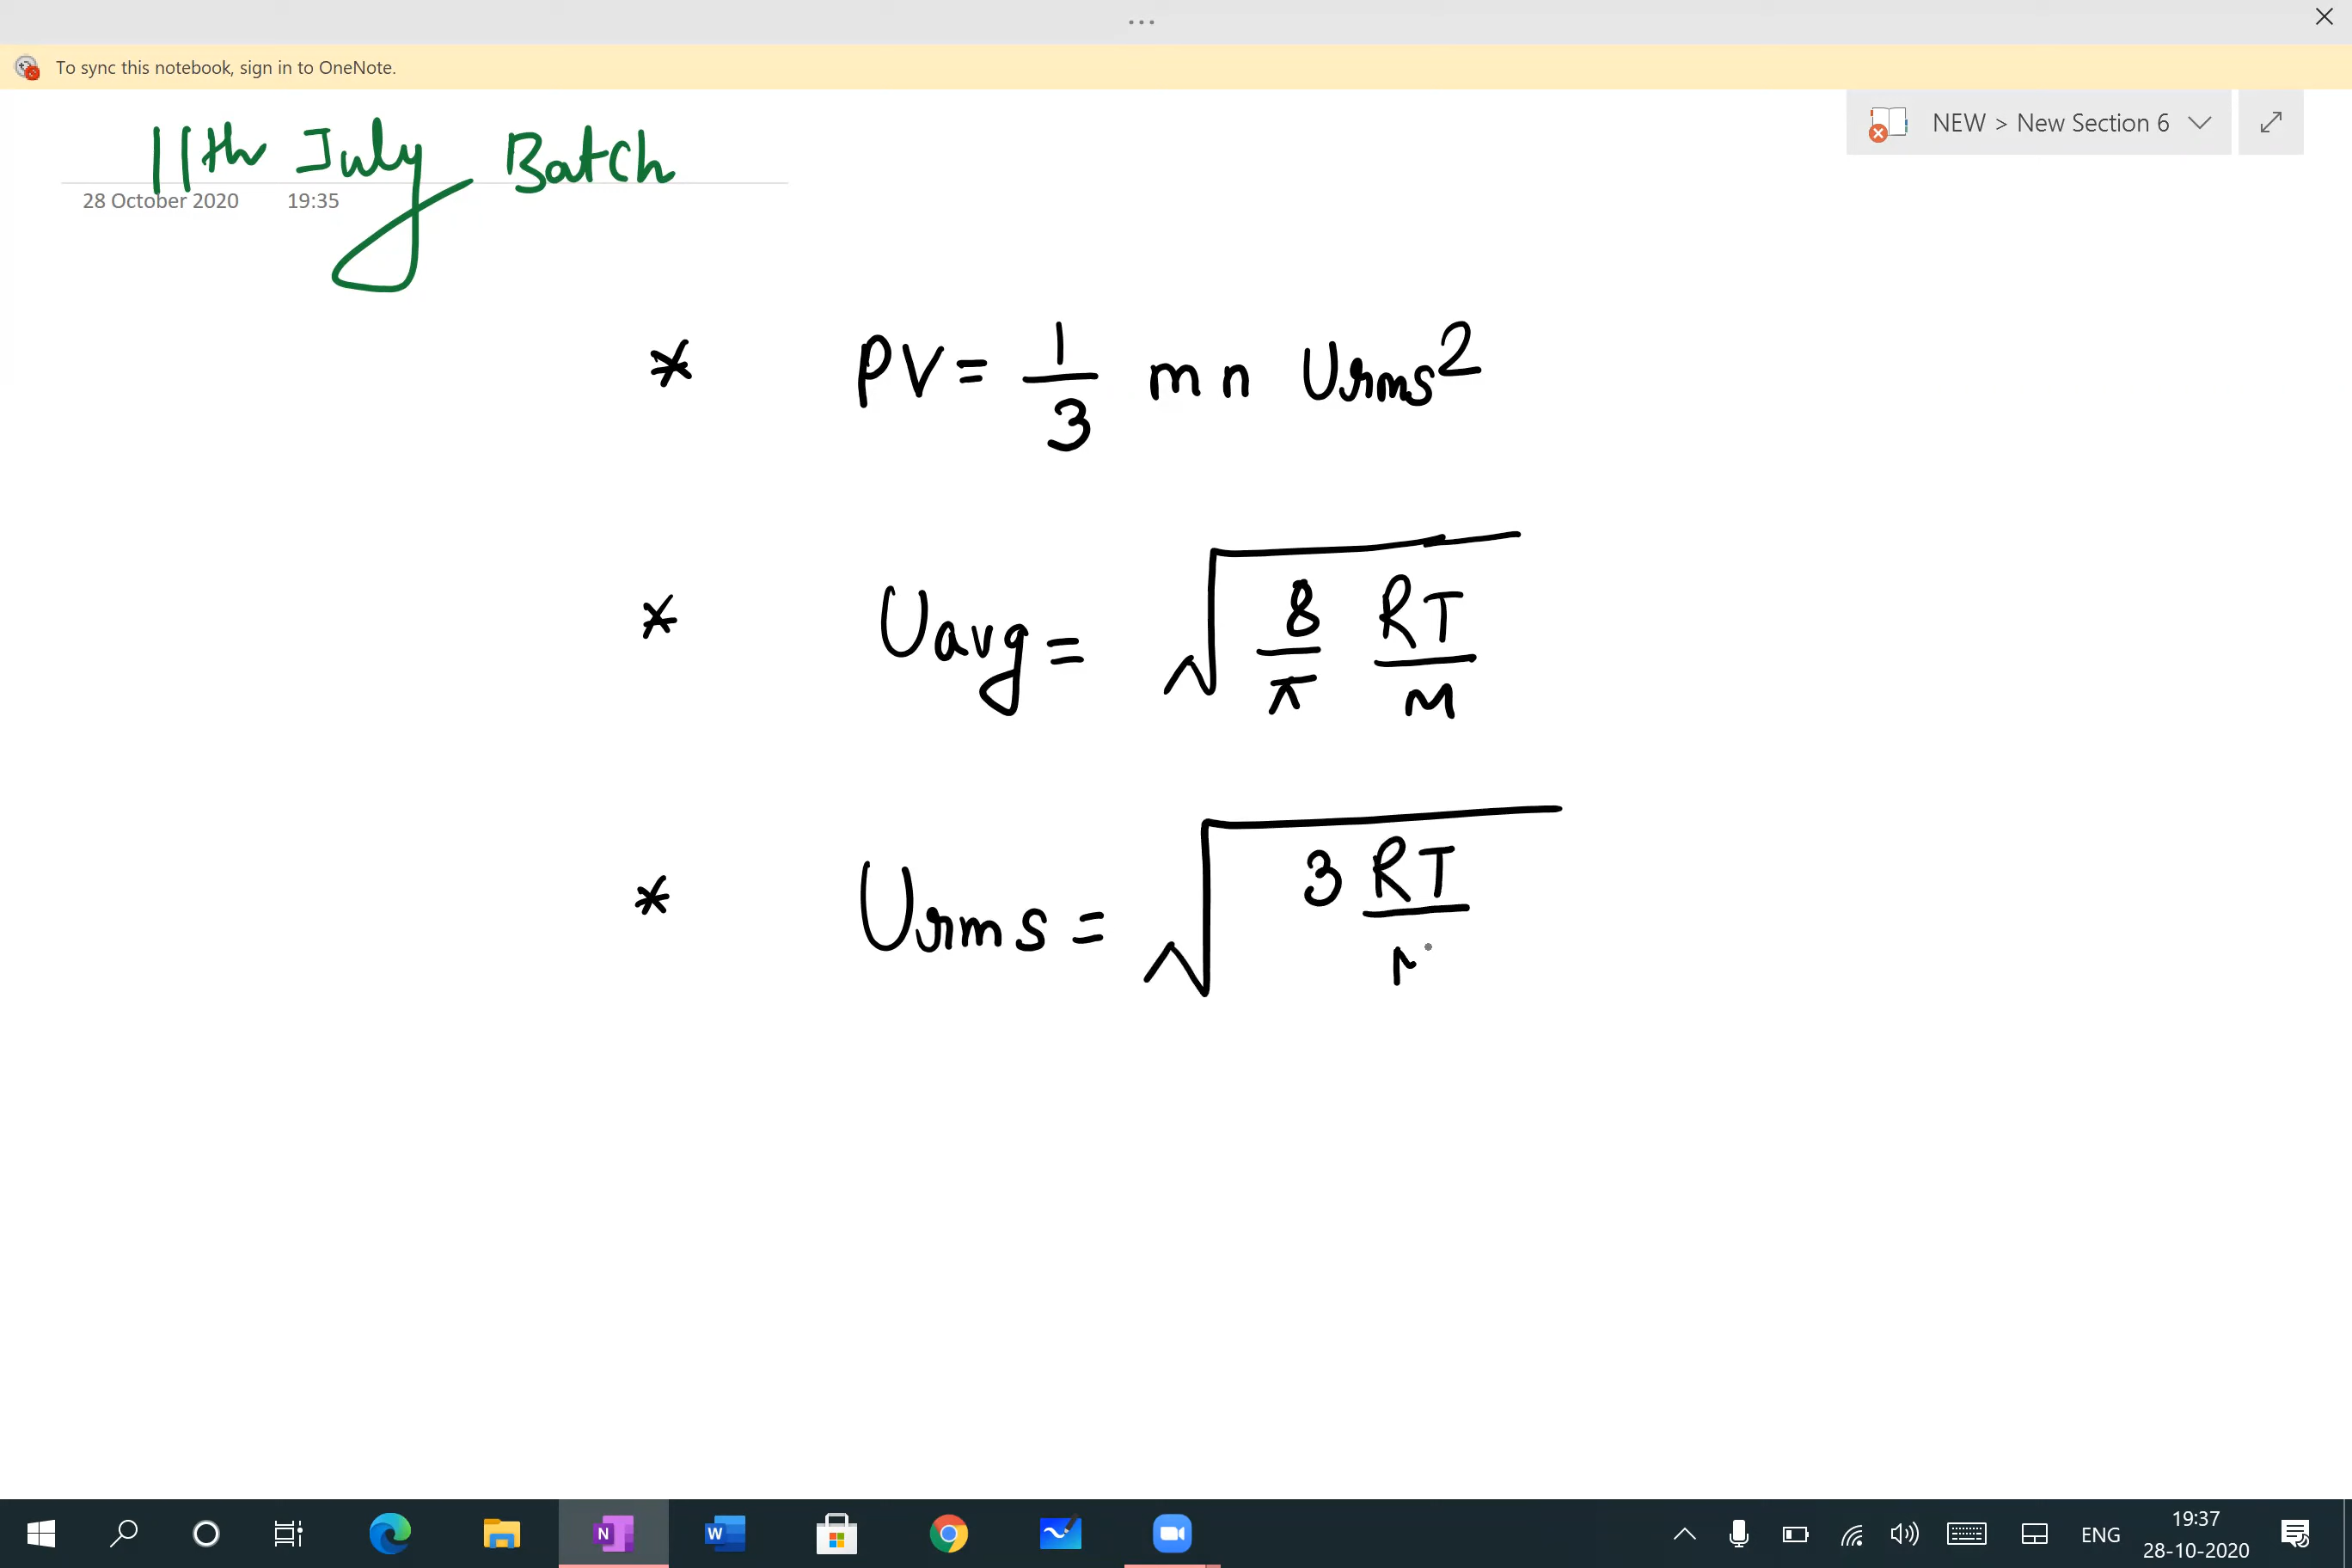 To sync this notebook, sign in to OneNote.
NEW > New Section 6
11th July Batch
28 October 2020 19:35
* PV = 1/3 m n Urms²
* Uavg = √(8/π RT/M)
* Urms = √(3 RT/M)
ENG
19:37
28-10-2020